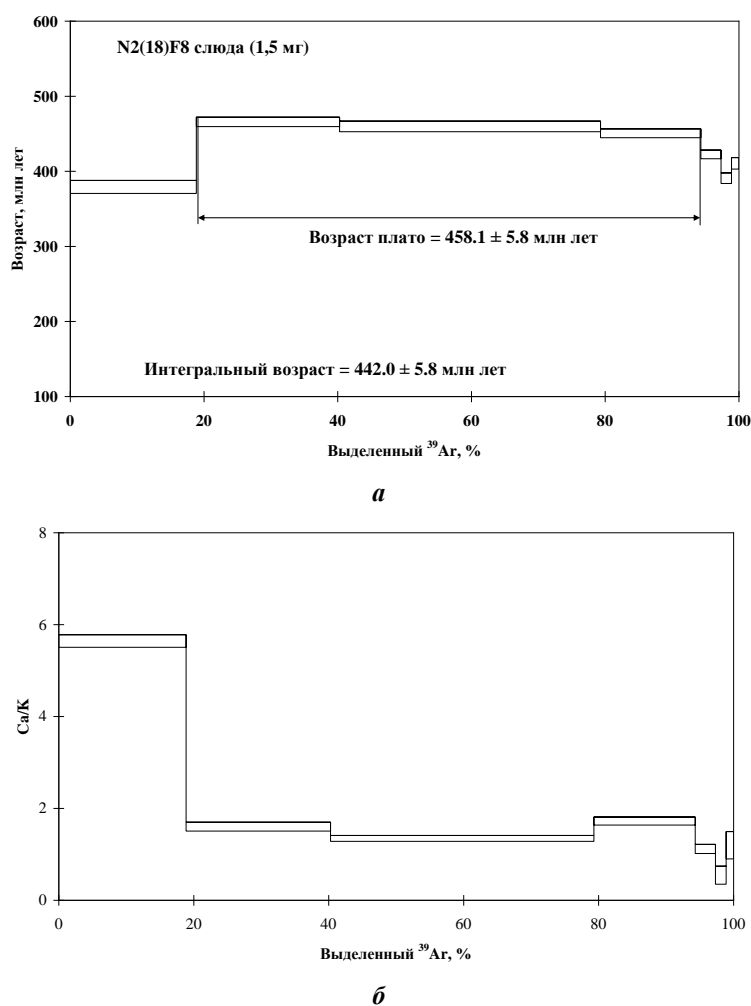 600
N2(18)F8 слюда (1,5 мг)
500
400
Возраст, млн лет
300
Возраст плато = 458.1 ± 5.8 млн лет
200
Интегральный возраст = 442.0 ± 5.8 млн лет
100
0 20 40 60 80 100
Выделенный ³⁹Ar, %
а
8
6
Ca/K
4
2
0
0 20 40 60 80 100
Выделенный ³⁹Ar, %
б